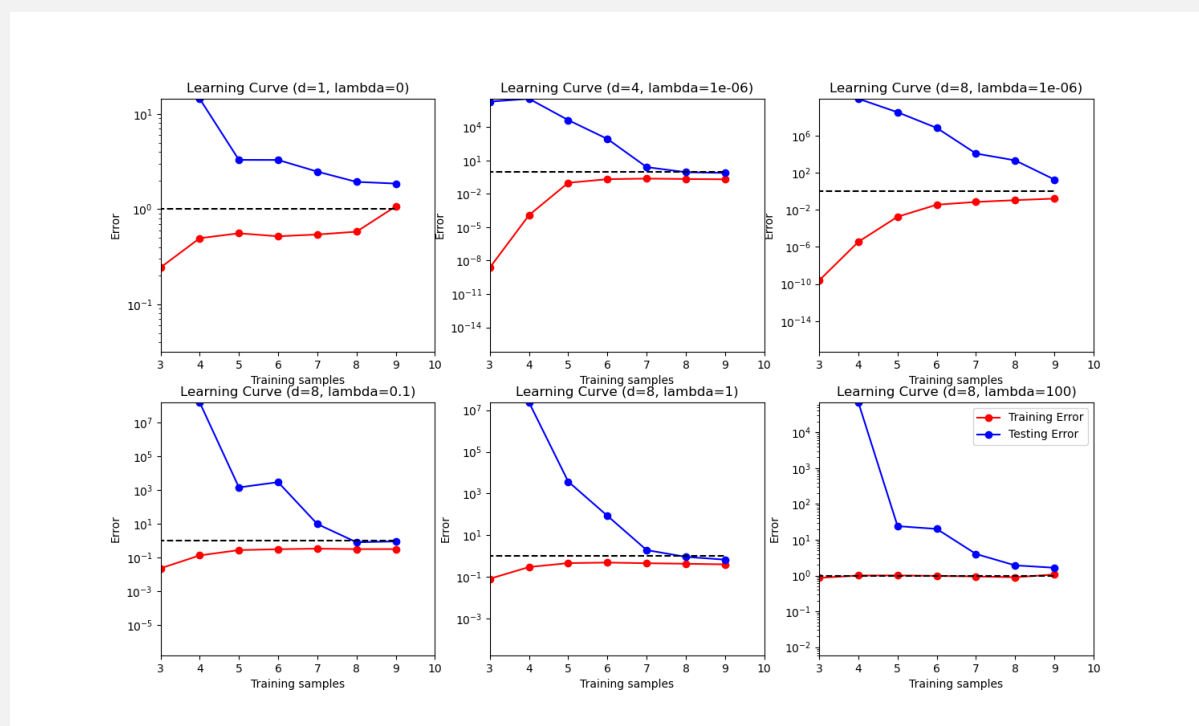 Learning Curve (d=1, lambda=0)
10^1
10^0
10^-1
Error
3 4 5 6 7 8 9 10
Training samples
Learning Curve (d=4, lambda=1e-06)
10^4
10^1
10^-2
10^-5
10^-8
10^-11
10^-14
Error
3 4 5 6 7 8 9 10
Training samples
Learning Curve (d=8, lambda=1e-06)
10^6
10^2
10^-2
10^-6
10^-10
10^-14
Error
3 4 5 6 7 8 9 10
Training samples
Learning Curve (d=8, lambda=0.1)
10^7
10^5
10^3
10^1
10^-1
10^-3
10^-5
Error
3 4 5 6 7 8 9 10
Training samples
Learning Curve (d=8, lambda=1)
10^7
10^5
10^3
10^1
10^-1
10^-3
Error
3 4 5 6 7 8 9 10
Training samples
Learning Curve (d=8, lambda=100)
10^4
10^3
10^2
10^1
10^0
10^-1
10^-2
Error
Training Error
Testing Error
3 4 5 6 7 8 9 10
Training samples